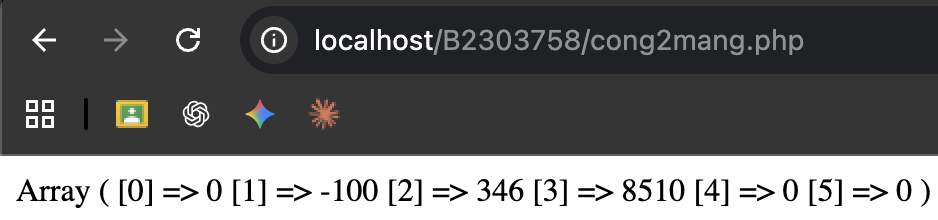 localhost/B2303758/cong2mang.php
Array ( [0] => 0 [1] => -100 [2] => 346 [3] => 8510 [4] => 0 [5] => 0 )